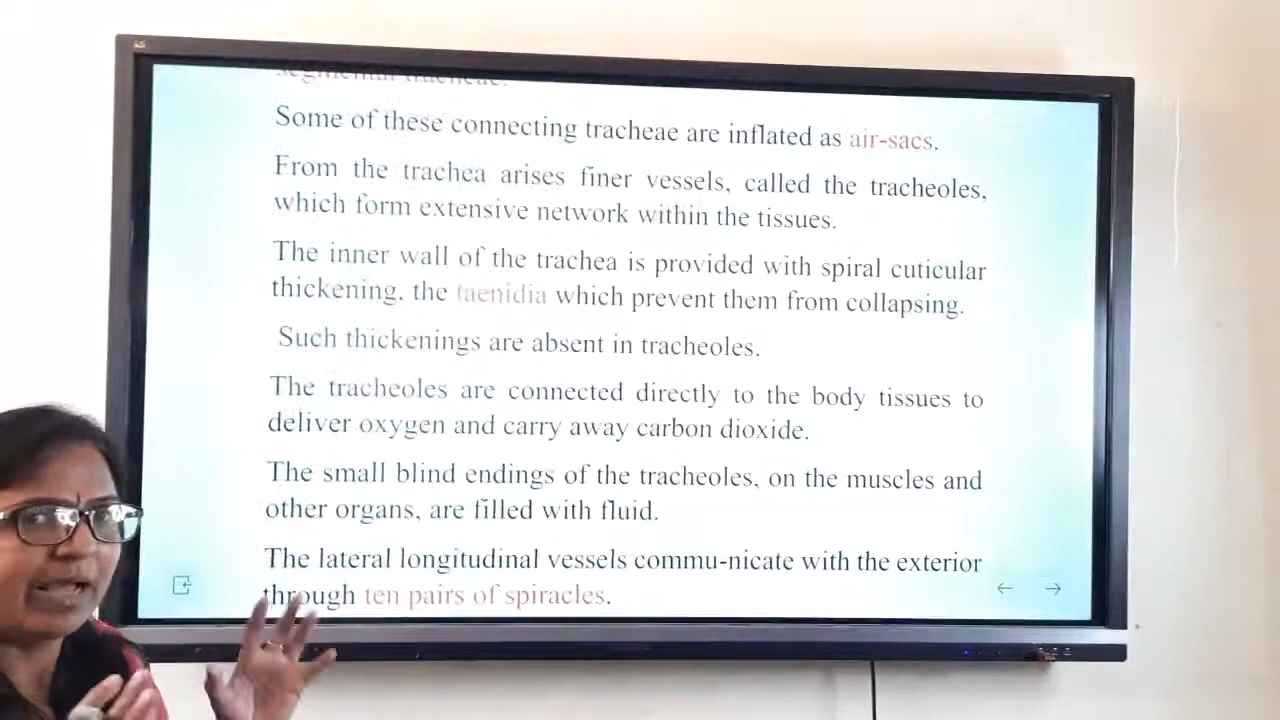 segmental tracheae.
Some of these connecting tracheae are inflated as air-sacs.
From the trachea arises finer vessels, called the tracheoles,
which form extensive network within the tissues.
The inner wall of the trachea is provided with spiral cuticular
thickening, the taenidia which prevent them from collapsing.
Such thickenings are absent in tracheoles.
The tracheoles are connected directly to the body tissues to
deliver oxygen and carry away carbon dioxide.
The small blind endings of the tracheoles, on the muscles and
other organs, are filled with fluid.
The lateral longitudinal vessels commu-nicate with the exterior
through ten pairs of spiracles.